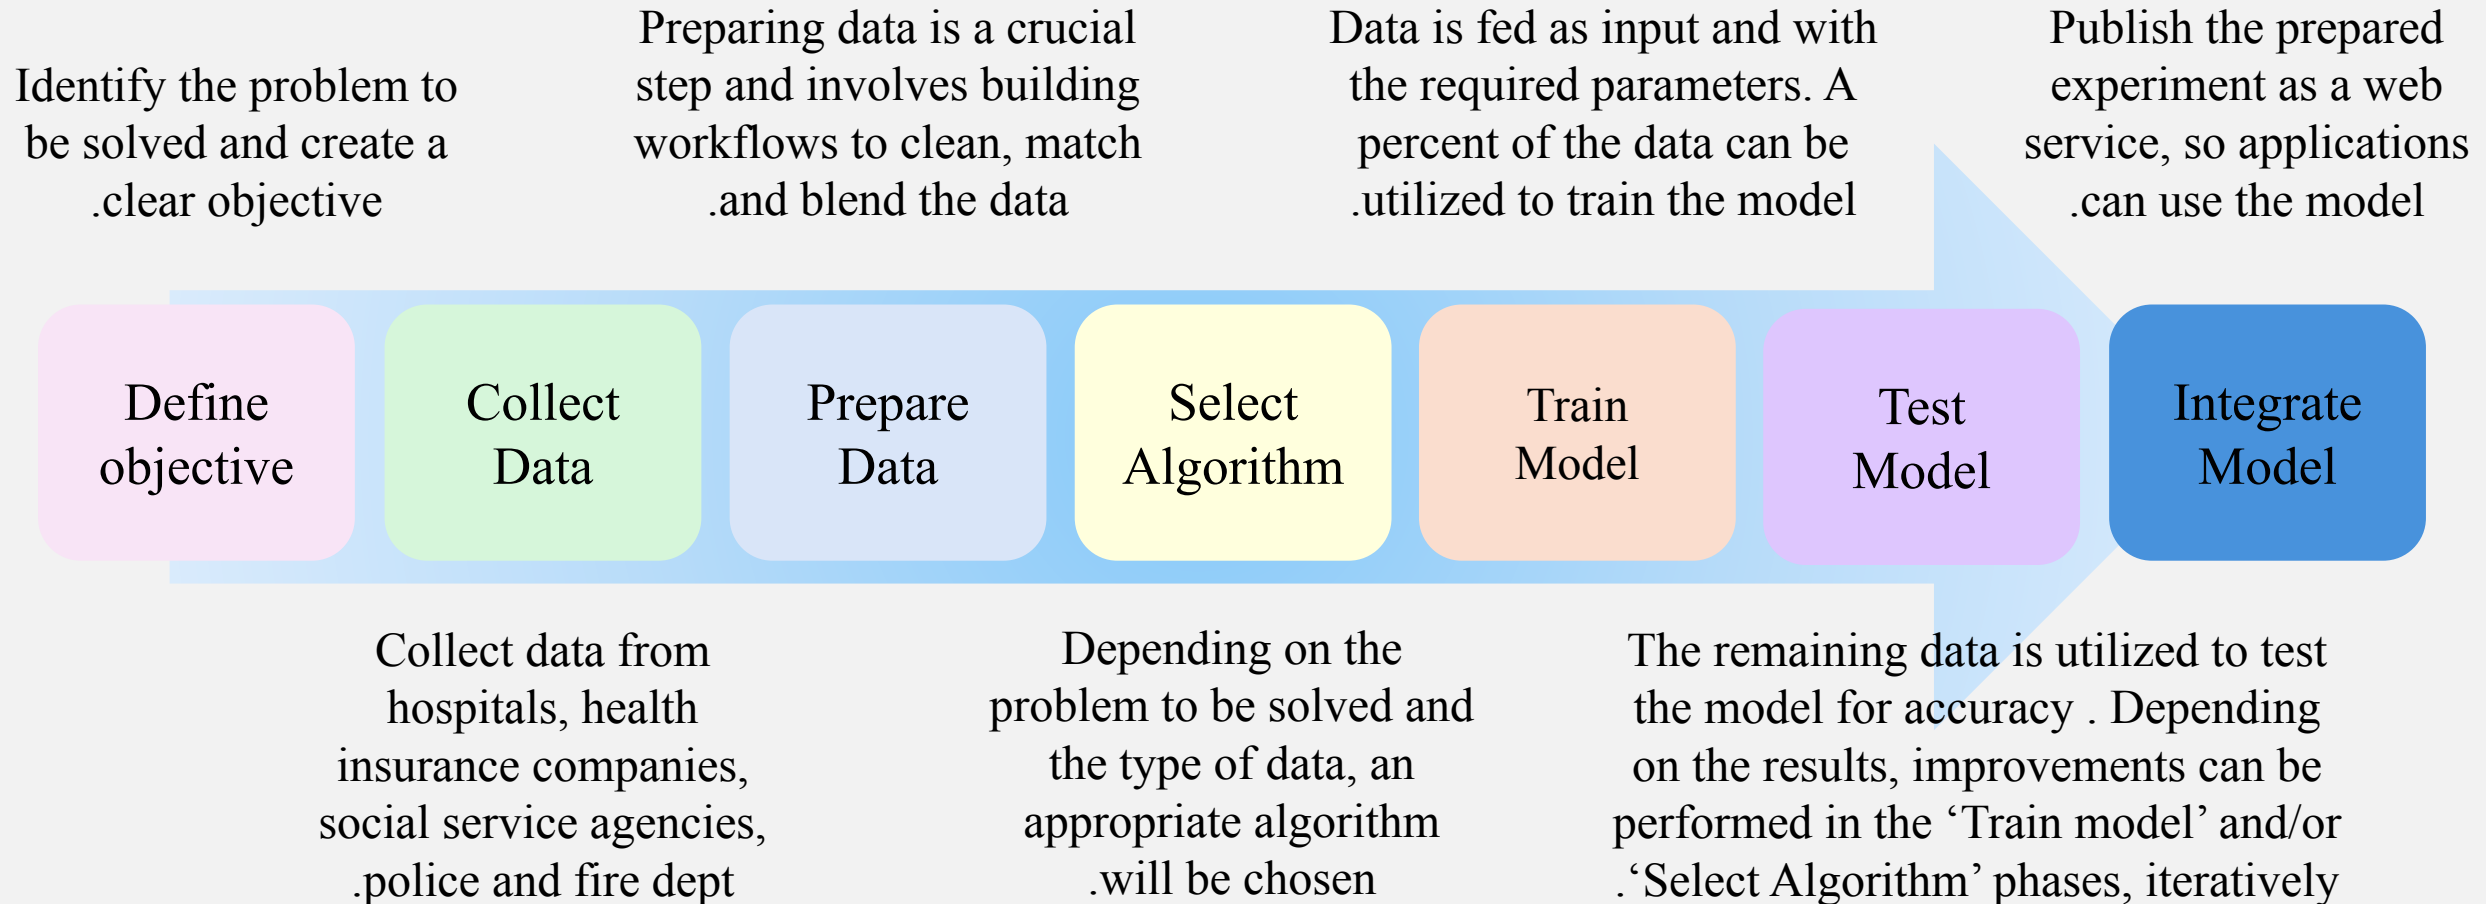 Identify the problem to
be solved and create a
.clear objective
Preparing data is a crucial
step and involves building
workflows to clean, match
.and blend the data
Data is fed as input and with
the required parameters. A
percent of the data can be
.utilized to train the model
Publish the prepared
experiment as a web
service, so applications
.can use the model
Define
objective
Collect
Data
Prepare
Data
Select
Algorithm
Train
Model
Test
Model
Integrate
Model
Collect data from
hospitals, health
insurance companies,
social service agencies,
.police and fire dept
Depending on the
problem to be solved and
the type of data, an
appropriate algorithm
.will be chosen
The remaining data is utilized to test
the model for accuracy . Depending
on the results, improvements can be
performed in the ‘Train model’ and/or
.‘Select Algorithm’ phases, iteratively